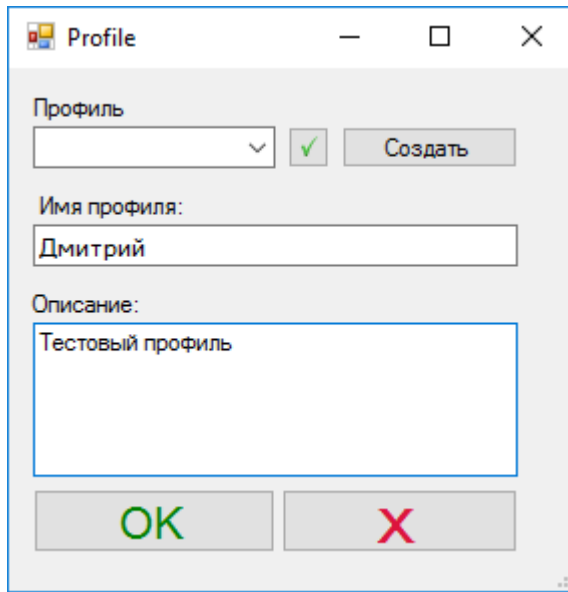 Profile
Профиль
√ Создать
Имя профиля:
Дмитрий
Описание:
Тестовый профиль
OK X